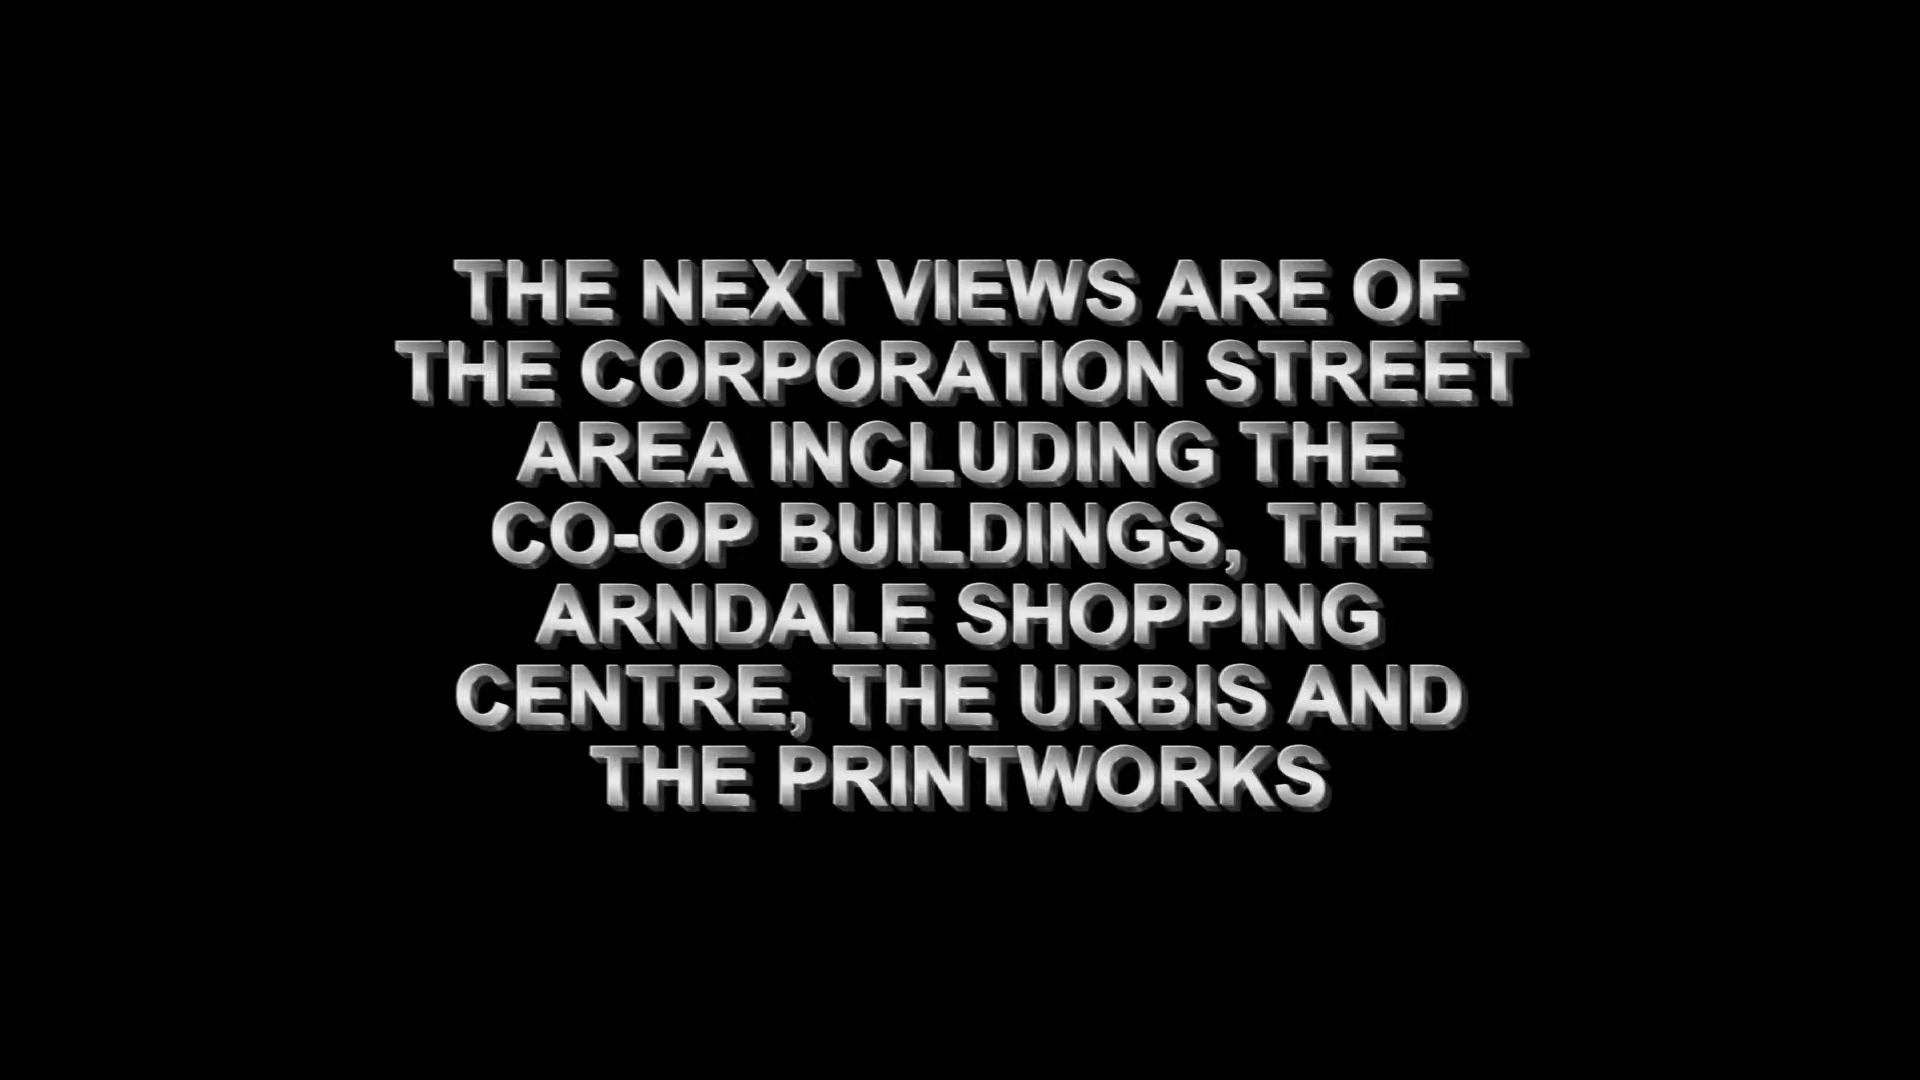 THE NEXT VIEWS ARE OF
THE CORPORATION STREET
AREA INCLUDING THE
CO-OP BUILDINGS, THE
ARNDALE SHOPPING
CENTRE, THE URBIS AND
THE PRINTWORKS